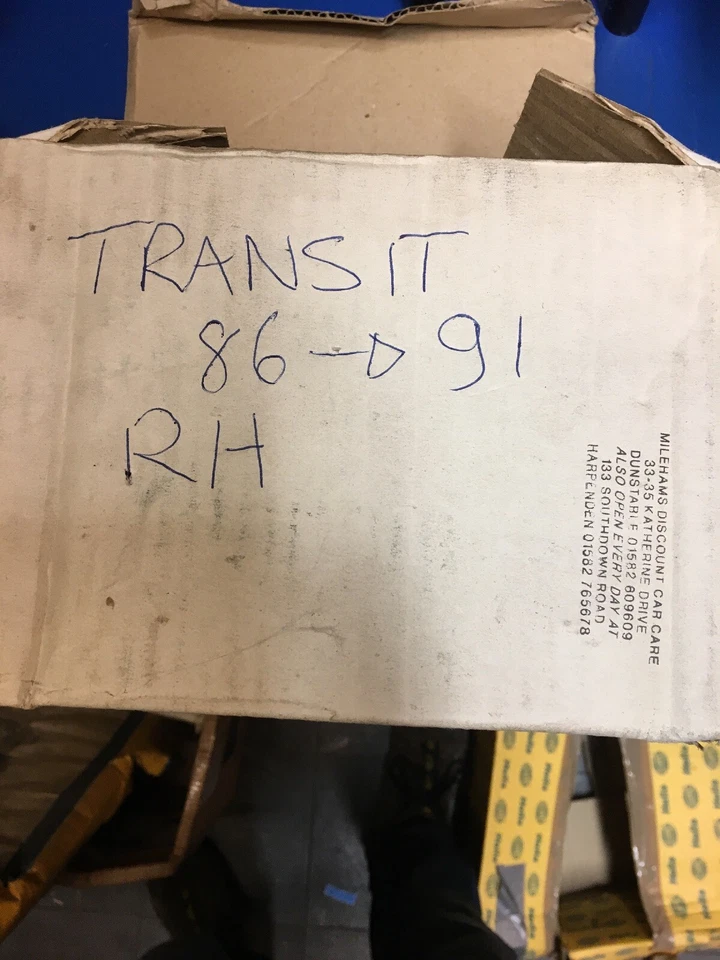 TRANSIT
86 → 91
RH
MILEHAMS DISCOUNT CAR CARE
33-35 KATHERINE DRIVE
DUNSTABLE 01582 609609
ALSO OPEN EVERY DAY AT
133 SOUTHDOWN ROAD
HARPENDEN 01582 765678